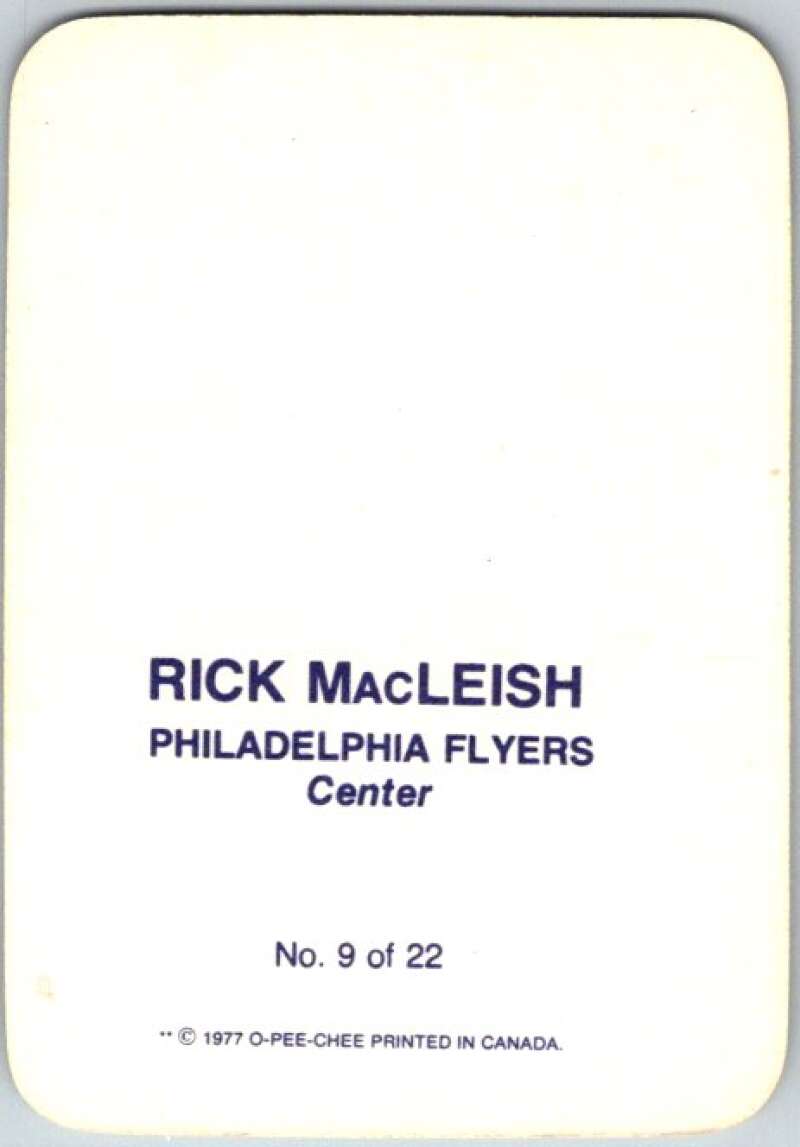 RICK MacLEISH
PHILADELPHIA FLYERS
Center
No. 9 of 22
** © 1977 O-PEE-CHEE PRINTED IN CANADA.